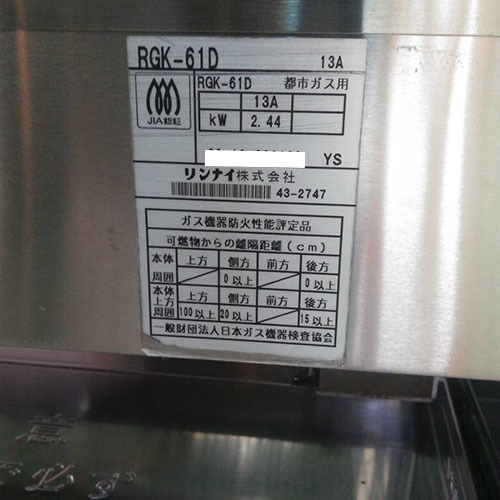 RGK-61D 13A
JIA認証
RGK-61D 都市ガス用
13A
kW 2.44
YS
リンナイ株式会社
43-2747
ガス機器防火性能評定品
可燃物からの離隔距離(cm)
本体周囲 上方 側方 前方 後方
0以上 0以上
本体上方周囲 上方 側方 前方 後方
100以上 20以上 15以上
一般財団法人日本ガス機器検査協会